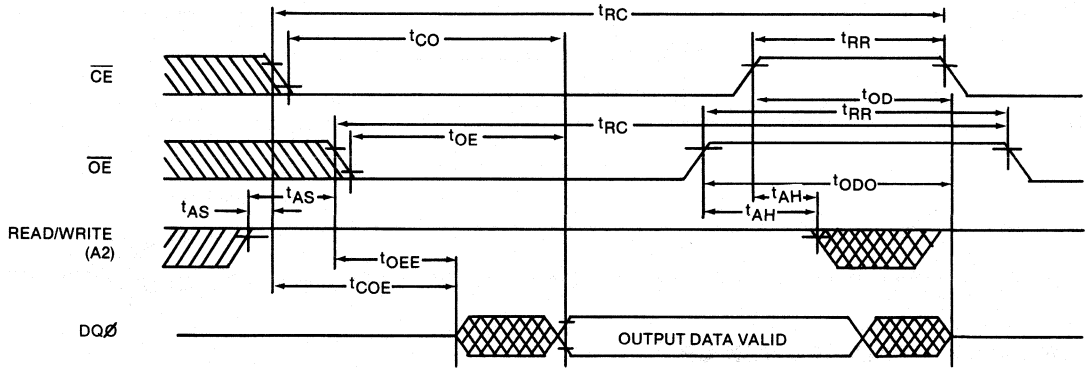 tRC
tCO
tRR
CE
tOD
tRR
tRC
tOE
OE
tODO
tAS
tAH
tAS
tAH
READ/WRITE
(A2)
tOEE
tCOE
DQØ
OUTPUT DATA VALID